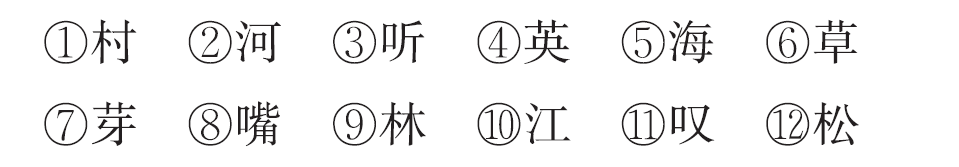 ①村 ②河 ③听 ④英 ⑤海 ⑥草
⑦芽 ⑧嘴 ⑨林 ⑩江 ⑪叹 ⑫松